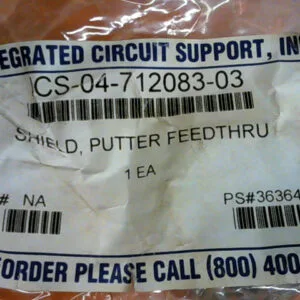 EGRATED CIRCUIT SUPPORT, IN
CS-04-712083-03
SHIELD, PUTTER FEEDTHRU
1 EA
# NA PS#36364
ORDER PLEASE CALL (800) 400